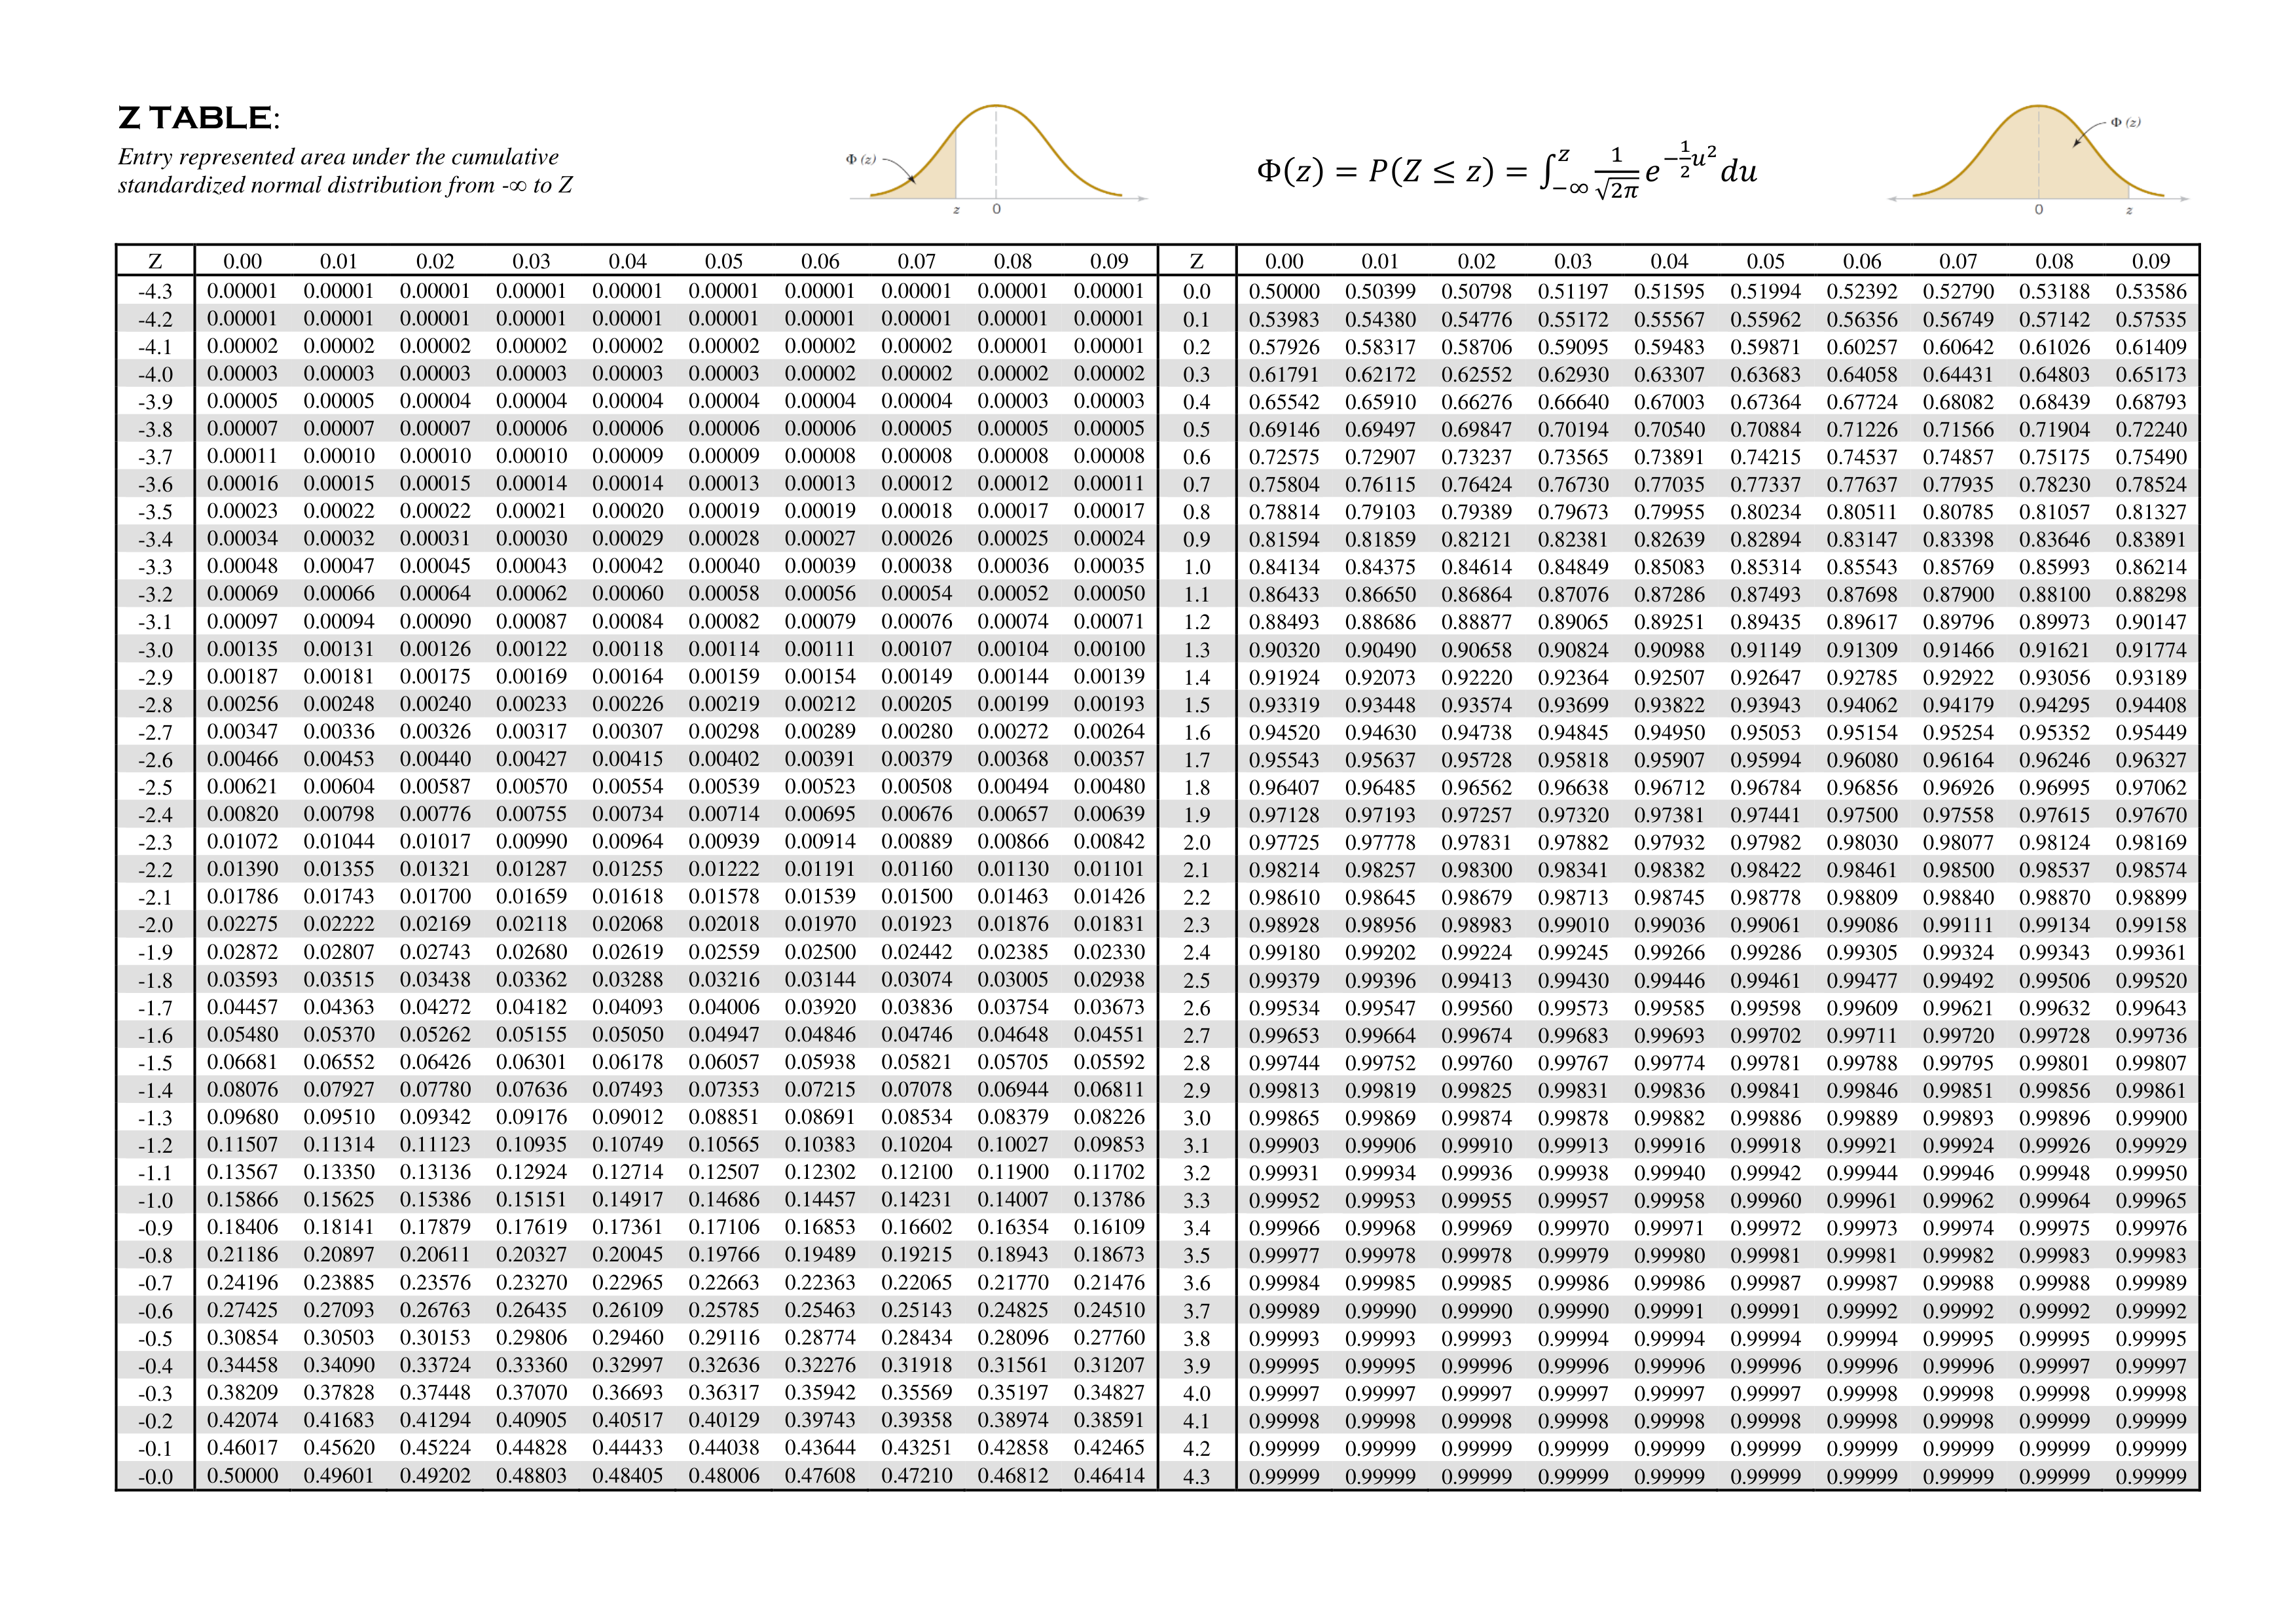 Z TABLE:
Entry represented area under the cumulative
standardized normal distribution from -∞ to Z
Φ (z)
z 0
Φ(z) = P(Z ≤ z) = ∫_{-∞}^{z} \frac{1}{\sqrt{2π}} e^{-\frac{1}{2}u^2} du
Φ (z)
0 z
Z 0.00 0.01 0.02 0.03 0.04 0.05 0.06 0.07 0.08 0.09 Z 0.00 0.01 0.02 0.03 0.04 0.05 0.06 0.07 0.08 0.09
-4.3 0.00001 0.00001 0.00001 0.00001 0.00001 0.00001 0.00001 0.00001 0.00001 0.00001 0.0 0.50000 0.50399 0.50798 0.51197 0.51595 0.51994 0.52392 0.52790 0.53188 0.53586
-4.2 0.00001 0.00001 0.00001 0.00001 0.00001 0.00001 0.00001 0.00001 0.00001 0.00001 0.1 0.53983 0.54380 0.54776 0.55172 0.55567 0.55962 0.56356 0.56749 0.57142 0.57535
-4.1 0.00002 0.00002 0.00002 0.00002 0.00002 0.00002 0.00002 0.00002 0.00001 0.00001 0.2 0.57926 0.58317 0.58706 0.59095 0.59483 0.59871 0.60257 0.60642 0.61026 0.61409
-4.0 0.00003 0.00003 0.00003 0.00003 0.00003 0.00003 0.00002 0.00002 0.00002 0.00002 0.3 0.61791 0.62172 0.62552 0.62930 0.63307 0.63683 0.64058 0.64431 0.64803 0.65173
-3.9 0.00005 0.00005 0.00004 0.00004 0.00004 0.00004 0.00004 0.00004 0.00003 0.00003 0.4 0.65542 0.65910 0.66276 0.66640 0.67003 0.67364 0.67724 0.68082 0.68439 0.68793
-3.8 0.00007 0.00007 0.00007 0.00006 0.00006 0.00006 0.00006 0.00005 0.00005 0.00005 0.5 0.69146 0.69497 0.69847 0.70194 0.70540 0.70884 0.71226 0.71566 0.71904 0.72240
-3.7 0.00011 0.00010 0.00010 0.00010 0.00009 0.00009 0.00008 0.00008 0.00008 0.00008 0.6 0.72575 0.72907 0.73237 0.73565 0.73891 0.74215 0.74537 0.74857 0.75175 0.75490
-3.6 0.00016 0.00015 0.00015 0.00014 0.00014 0.00013 0.00013 0.00012 0.00012 0.00011 0.7 0.75804 0.76115 0.76424 0.76730 0.77035 0.77337 0.77637 0.77935 0.78230 0.78524
-3.5 0.00023 0.00022 0.00022 0.00021 0.00020 0.00019 0.00019 0.00018 0.00017 0.00017 0.8 0.78814 0.79103 0.79389 0.79673 0.79955 0.80234 0.80511 0.80785 0.81057 0.81327
-3.4 0.00034 0.00032 0.00031 0.00030 0.00029 0.00028 0.00027 0.00026 0.00025 0.00024 0.9 0.81594 0.81859 0.82121 0.82381 0.82639 0.82894 0.83147 0.83398 0.83646 0.83891
-3.3 0.00048 0.00047 0.00045 0.00043 0.00042 0.00040 0.00039 0.00038 0.00036 0.00035 1.0 0.84134 0.84375 0.84614 0.84849 0.85083 0.85314 0.85543 0.85769 0.85993 0.86214
-3.2 0.00069 0.00066 0.00064 0.00062 0.00060 0.00058 0.00056 0.00054 0.00052 0.00050 1.1 0.86433 0.86650 0.86864 0.87076 0.87286 0.87493 0.87698 0.87900 0.88100 0.88298
-3.1 0.00097 0.00094 0.00090 0.00087 0.00084 0.00082 0.00079 0.00076 0.00074 0.00071 1.2 0.88493 0.88686 0.88877 0.89065 0.89251 0.89435 0.89617 0.89796 0.89973 0.90147
-3.0 0.00135 0.00131 0.00126 0.00122 0.00118 0.00114 0.00111 0.00107 0.00104 0.00100 1.3 0.90320 0.90490 0.90658 0.90824 0.90988 0.91149 0.91309 0.91466 0.91621 0.91774
-2.9 0.00187 0.00181 0.00175 0.00169 0.00164 0.00159 0.00154 0.00149 0.00144 0.00139 1.4 0.91924 0.92073 0.92220 0.92364 0.92507 0.92647 0.92785 0.92922 0.93056 0.93189
-2.8 0.00256 0.00248 0.00240 0.00233 0.00226 0.00219 0.00212 0.00205 0.00199 0.00193 1.5 0.93319 0.93448 0.93574 0.93699 0.93822 0.93943 0.94062 0.94179 0.94295 0.94408
-2.7 0.00347 0.00336 0.00326 0.00317 0.00307 0.00298 0.00289 0.00280 0.00272 0.00264 1.6 0.94520 0.94630 0.94738 0.94845 0.94950 0.95053 0.95154 0.95254 0.95352 0.95449
-2.6 0.00466 0.00453 0.00440 0.00427 0.00415 0.00402 0.00391 0.00379 0.00368 0.00357 1.7 0.95543 0.95637 0.95728 0.95818 0.95907 0.95994 0.96080 0.96164 0.96246 0.96327
-2.5 0.00621 0.00604 0.00587 0.00570 0.00554 0.00539 0.00523 0.00508 0.00494 0.00480 1.8 0.96407 0.96485 0.96562 0.96638 0.96712 0.96784 0.96856 0.96926 0.96995 0.97062
-2.4 0.00820 0.00798 0.00776 0.00755 0.00734 0.00714 0.00695 0.00676 0.00657 0.00639 1.9 0.97128 0.97193 0.97257 0.97320 0.97381 0.97441 0.97500 0.97558 0.97615 0.97670
-2.3 0.01072 0.01044 0.01017 0.00990 0.00964 0.00939 0.00914 0.00889 0.00866 0.00842 2.0 0.97725 0.97778 0.97831 0.97882 0.97932 0.97982 0.98030 0.98077 0.98124 0.98169
-2.2 0.01390 0.01355 0.01321 0.01287 0.01255 0.01222 0.01191 0.01160 0.01130 0.01101 2.1 0.98214 0.98257 0.98300 0.98341 0.98382 0.98422 0.98461 0.98500 0.98537 0.98574
-2.1 0.01786 0.01743 0.01700 0.01659 0.01618 0.01578 0.01539 0.01500 0.01463 0.01426 2.2 0.98610 0.98645 0.98679 0.98713 0.98745 0.98778 0.98809 0.98840 0.98870 0.98899
-2.0 0.02275 0.02222 0.02169 0.02118 0.02068 0.02018 0.01970 0.01923 0.01876 0.01831 2.3 0.98928 0.98956 0.98983 0.99010 0.99036 0.99061 0.99086 0.99111 0.99134 0.99158
-1.9 0.02872 0.02807 0.02743 0.02680 0.02619 0.02559 0.02500 0.02442 0.02385 0.02330 2.4 0.99180 0.99202 0.99224 0.99245 0.99266 0.99286 0.99305 0.99324 0.99343 0.99361
-1.8 0.03593 0.03515 0.03438 0.03362 0.03288 0.03216 0.03144 0.03074 0.03005 0.02938 2.5 0.99379 0.99396 0.99413 0.99430 0.99446 0.99461 0.99477 0.99492 0.99506 0.99520
-1.7 0.04457 0.04363 0.04272 0.04182 0.04093 0.04006 0.03920 0.03836 0.03754 0.03673 2.6 0.99534 0.99547 0.99560 0.99573 0.99585 0.99598 0.99609 0.99621 0.99632 0.99643
-1.6 0.05480 0.05370 0.05262 0.05155 0.05050 0.04947 0.04846 0.04746 0.04648 0.04551 2.7 0.99653 0.99664 0.99674 0.99683 0.99693 0.99702 0.99711 0.99720 0.99728 0.99736
-1.5 0.06681 0.06552 0.06426 0.06301 0.06178 0.06057 0.05938 0.05821 0.05705 0.05592 2.8 0.99744 0.99752 0.99760 0.99767 0.99774 0.99781 0.99788 0.99795 0.99801 0.99807
-1.4 0.08076 0.07927 0.07780 0.07636 0.07493 0.07353 0.07215 0.07078 0.06944 0.06811 2.9 0.99813 0.99819 0.99825 0.99831 0.99836 0.99841 0.99846 0.99851 0.99856 0.99861
-1.3 0.09680 0.09510 0.09342 0.09176 0.09012 0.08851 0.08691 0.08534 0.08379 0.08226 3.0 0.99865 0.99869 0.99874 0.99878 0.99882 0.99886 0.99889 0.99893 0.99896 0.99900
-1.2 0.11507 0.11314 0.11123 0.10935 0.10749 0.10565 0.10383 0.10204 0.10027 0.09853 3.1 0.99903 0.99906 0.99910 0.99913 0.99916 0.99918 0.99921 0.99924 0.99926 0.99929
-1.1 0.13567 0.13350 0.13136 0.12924 0.12714 0.12507 0.12302 0.12100 0.11900 0.11702 3.2 0.99931 0.99934 0.99936 0.99938 0.99940 0.99942 0.99944 0.99946 0.99948 0.99950
-1.0 0.15866 0.15625 0.15386 0.15151 0.14917 0.14686 0.14457 0.14231 0.14007 0.13786 3.3 0.99952 0.99953 0.99955 0.99957 0.99958 0.99960 0.99961 0.99962 0.99964 0.99965
-0.9 0.18406 0.18141 0.17879 0.17619 0.17361 0.17106 0.16853 0.16602 0.16354 0.16109 3.4 0.99966 0.99968 0.99969 0.99970 0.99971 0.99972 0.99973 0.99974 0.99975 0.99976
-0.8 0.21186 0.20897 0.20611 0.20327 0.20045 0.19766 0.19489 0.19215 0.18943 0.18673 3.5 0.99977 0.99978 0.99978 0.99979 0.99980 0.99981 0.99981 0.99982 0.99983 0.99983
-0.7 0.24196 0.23885 0.23576 0.23270 0.22965 0.22663 0.22363 0.22065 0.21770 0.21476 3.6 0.99984 0.99985 0.99985 0.99986 0.99986 0.99987 0.99987 0.99988 0.99988 0.99989
-0.6 0.27425 0.27093 0.26763 0.26435 0.26109 0.25785 0.25463 0.25143 0.24825 0.24510 3.7 0.99989 0.99990 0.99990 0.99990 0.99991 0.99991 0.99992 0.99992 0.99992 0.99992
-0.5 0.30854 0.30503 0.30153 0.29806 0.29460 0.29116 0.28774 0.28434 0.28096 0.27760 3.8 0.99993 0.99993 0.99993 0.99994 0.99994 0.99994 0.99994 0.99995 0.99995 0.99995
-0.4 0.34458 0.34090 0.33724 0.33360 0.32997 0.32636 0.32276 0.31918 0.31561 0.31207 3.9 0.99995 0.99995 0.99996 0.99996 0.99996 0.99996 0.99996 0.99996 0.99997 0.99997
-0.3 0.38209 0.37828 0.37448 0.37070 0.36693 0.36317 0.35942 0.35569 0.35197 0.34827 4.0 0.99997 0.99997 0.99997 0.99997 0.99997 0.99997 0.99998 0.99998 0.99998 0.99998
-0.2 0.42074 0.41683 0.41294 0.40905 0.40517 0.40129 0.39743 0.39358 0.38974 0.38591 4.1 0.99998 0.99998 0.99998 0.99998 0.99998 0.99998 0.99998 0.99998 0.99999 0.99999
-0.1 0.46017 0.45620 0.45224 0.44828 0.44433 0.44038 0.43644 0.43251 0.42858 0.42465 4.2 0.99999 0.99999 0.99999 0.99999 0.99999 0.99999 0.99999 0.99999 0.99999 0.99999
-0.0 0.50000 0.49601 0.49202 0.48803 0.48405 0.48006 0.47608 0.47210 0.46812 0.46414 4.3 0.99999 0.99999 0.99999 0.99999 0.99999 0.99999 0.99999 0.99999 0.99999 0.99999